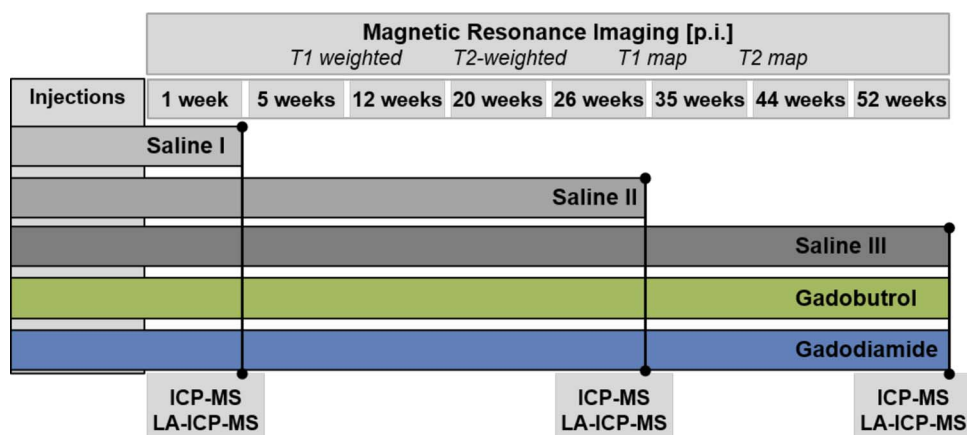 Magnetic Resonance Imaging [p.i.]
T1 weighted T2-weighted T1 map T2 map
Injections 1 week 5 weeks 12 weeks 20 weeks 26 weeks 35 weeks 44 weeks 52 weeks
Saline I
Saline II
Saline III
Gadobutrol
Gadodiamide
ICP-MS ICP-MS ICP-MS
LA-ICP-MS LA-ICP-MS LA-ICP-MS